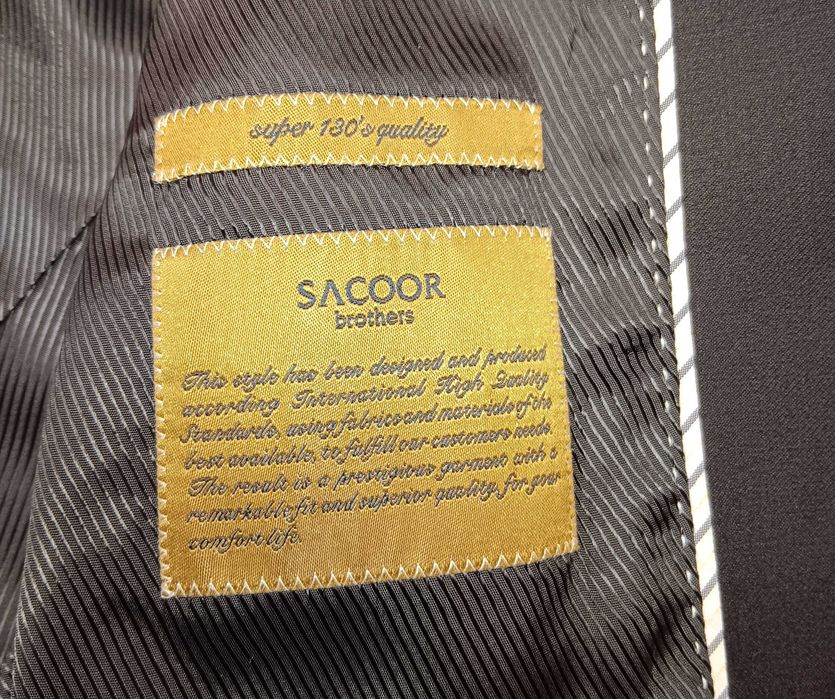 super 130's quality
SACOOR
brothers
This style has been designed and produced
according International High Quality
Standards, using fabrics and materials of the
best available, to fulfill our customers needs.
The result is a prestigious garment with a
remarkable fit and superior quality, for your
comfort life.